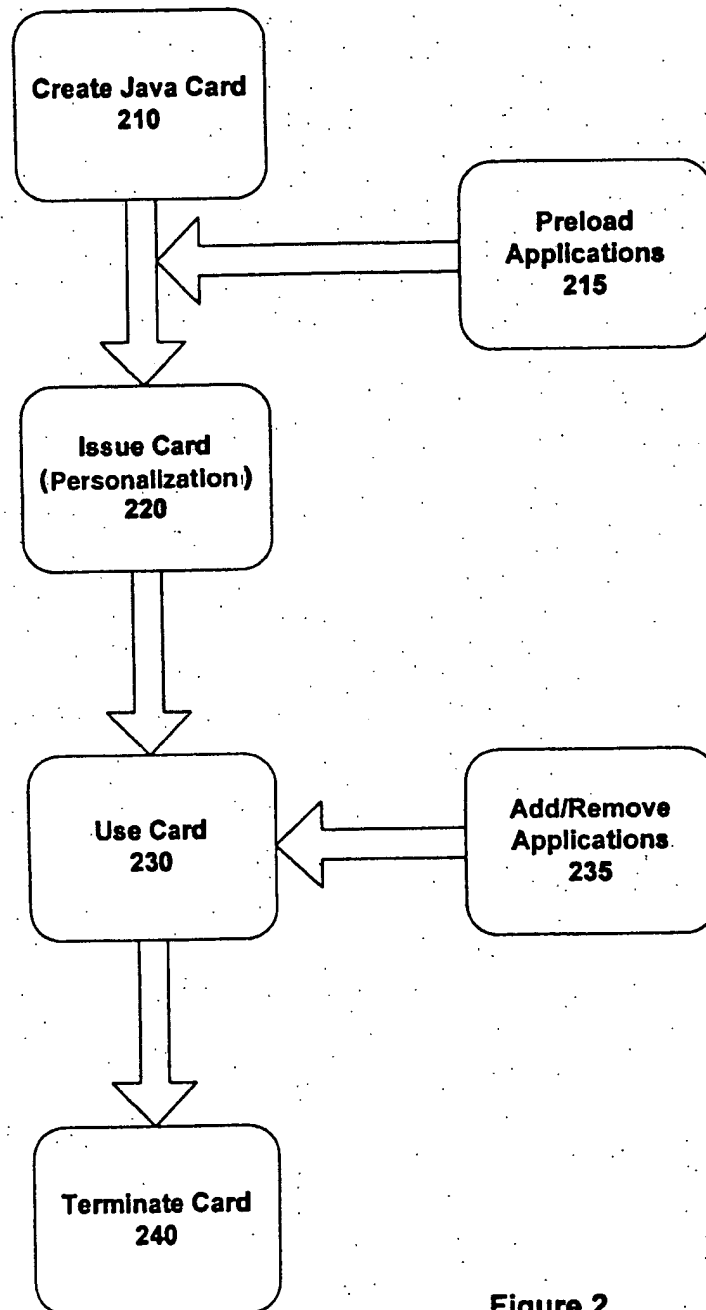 Create Java Card
210
Preload
Applications
215
Issue Card
(Personalization)
220
Use Card
230
Add/Remove
Applications
235
Terminate Card
240
Figure 2